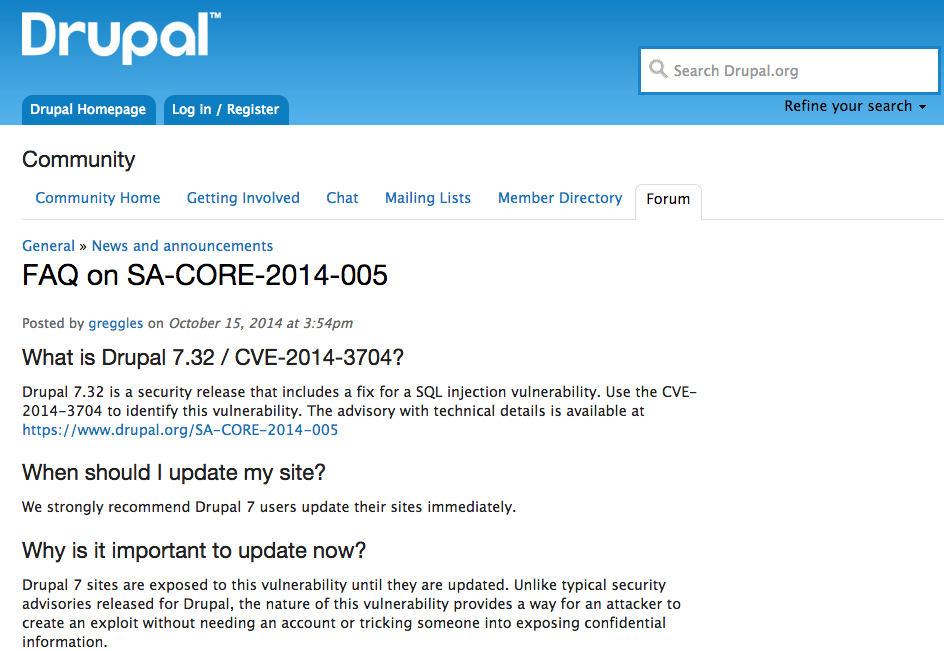 Drupal™
Search Drupal.org
Drupal Homepage
Log in / Register
Refine your search
Community
Community Home
Getting Involved
Chat
Mailing Lists
Member Directory
Forum
General » News and announcements
FAQ on SA-CORE-2014-005
Posted by greggles on October 15, 2014 at 3:54pm
What is Drupal 7.32 / CVE-2014-3704?
Drupal 7.32 is a security release that includes a fix for a SQL injection vulnerability. Use the CVE-
2014-3704 to identify this vulnerability. The advisory with technical details is available at
https://www.drupal.org/SA-CORE-2014-005
When should I update my site?
We strongly recommend Drupal 7 users update their sites immediately.
Why is it important to update now?
Drupal 7 sites are exposed to this vulnerability until they are updated. Unlike typical security
advisories released for Drupal, the nature of this vulnerability provides a way for an attacker to
create an exploit without needing an account or tricking someone into exposing confidential
information.